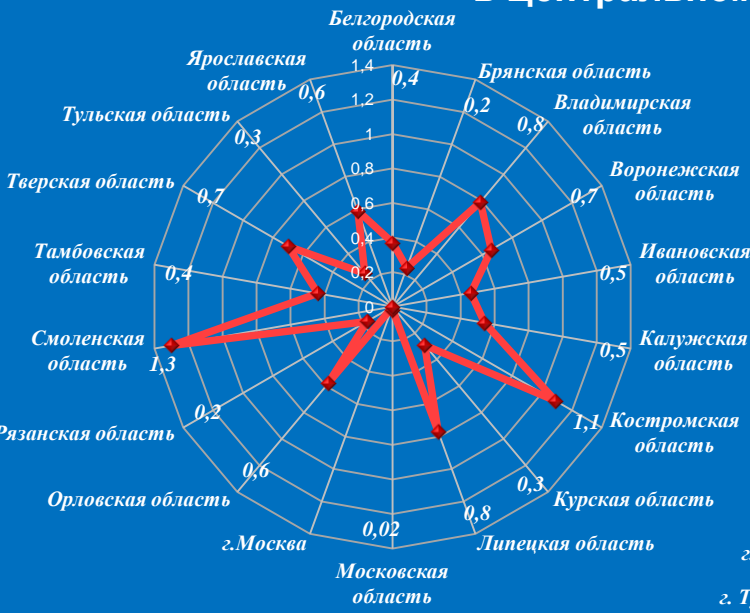 Белгородская
область
0,4
Брянская область
0,2
Владимирская
область
0,8
Воронежская
область
0,7
Ивановская
область
0,5
Калужская
область
0,5
Костромская
область
1,1
Курская область
0,3
Липецкая область
0,8
Московская
область
0,02
г.Москва
Орловская область
0,6
Рязанская область
0,2
Смоленская
область
1,3
Тамбовская
область
0,4
Тверская область
0,7
Тульская область
0,3
Ярославская
область
0,6
1,4
1,2
1
0,8
0,6
0,4
0,2
0
г.
г. Т